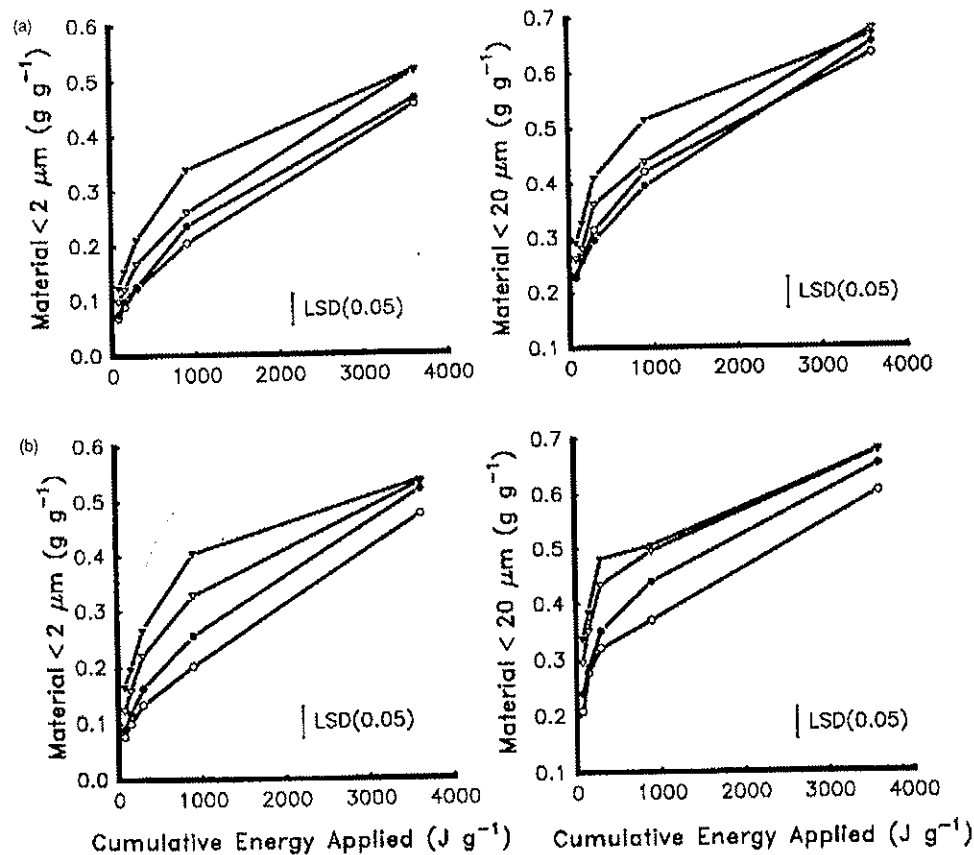 (a)
Material < 2 μm (g g⁻¹)
0.6
0.5
0.4
0.3
0.2
0.1
0.0
0 1000 2000 3000 4000
LSD(0.05)
Material < 20 μm (g g⁻¹)
0.7
0.6
0.5
0.4
0.3
0.2
0.1
0 1000 2000 3000 4000
LSD(0.05)
(b)
Material < 2 μm (g g⁻¹)
0.6
0.5
0.4
0.3
0.2
0.1
0.0
0 1000 2000 3000 4000
LSD(0.05)
Cumulative Energy Applied (J g⁻¹)
Material < 20 μm (g g⁻¹)
0.7
0.6
0.5
0.4
0.3
0.2
0.1
0 1000 2000 3000 4000
LSD(0.05)
Cumulative Energy Applied (J g⁻¹)